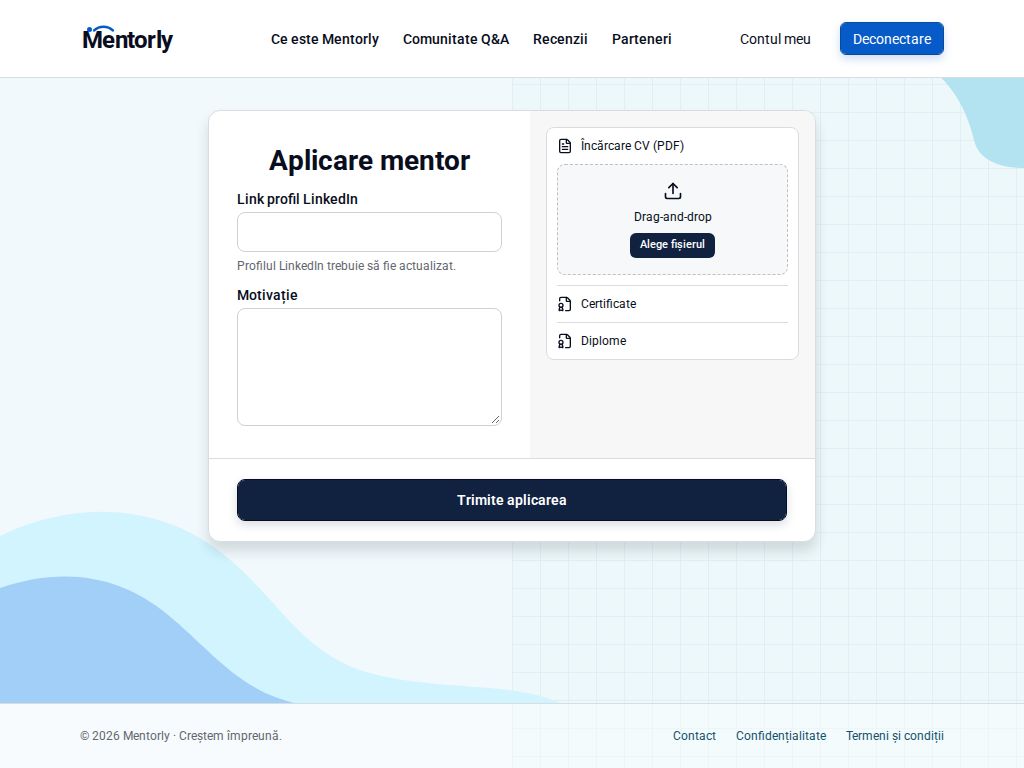 Mentorly
Ce este Mentorly
Comunitate Q&A
Recenzii
Parteneri
Contul meu
Deconectare
Aplicare mentor
Link profil LinkedIn
Profilul LinkedIn trebuie să fie actualizat.
Motivație
Încărcare CV (PDF)
Drag-and-drop
Alege fișierul
Certificate
Diplome
Trimite aplicarea
© 2026 Mentorly · Creștem împreună.
Contact
Confidențialitate
Termeni și condiții